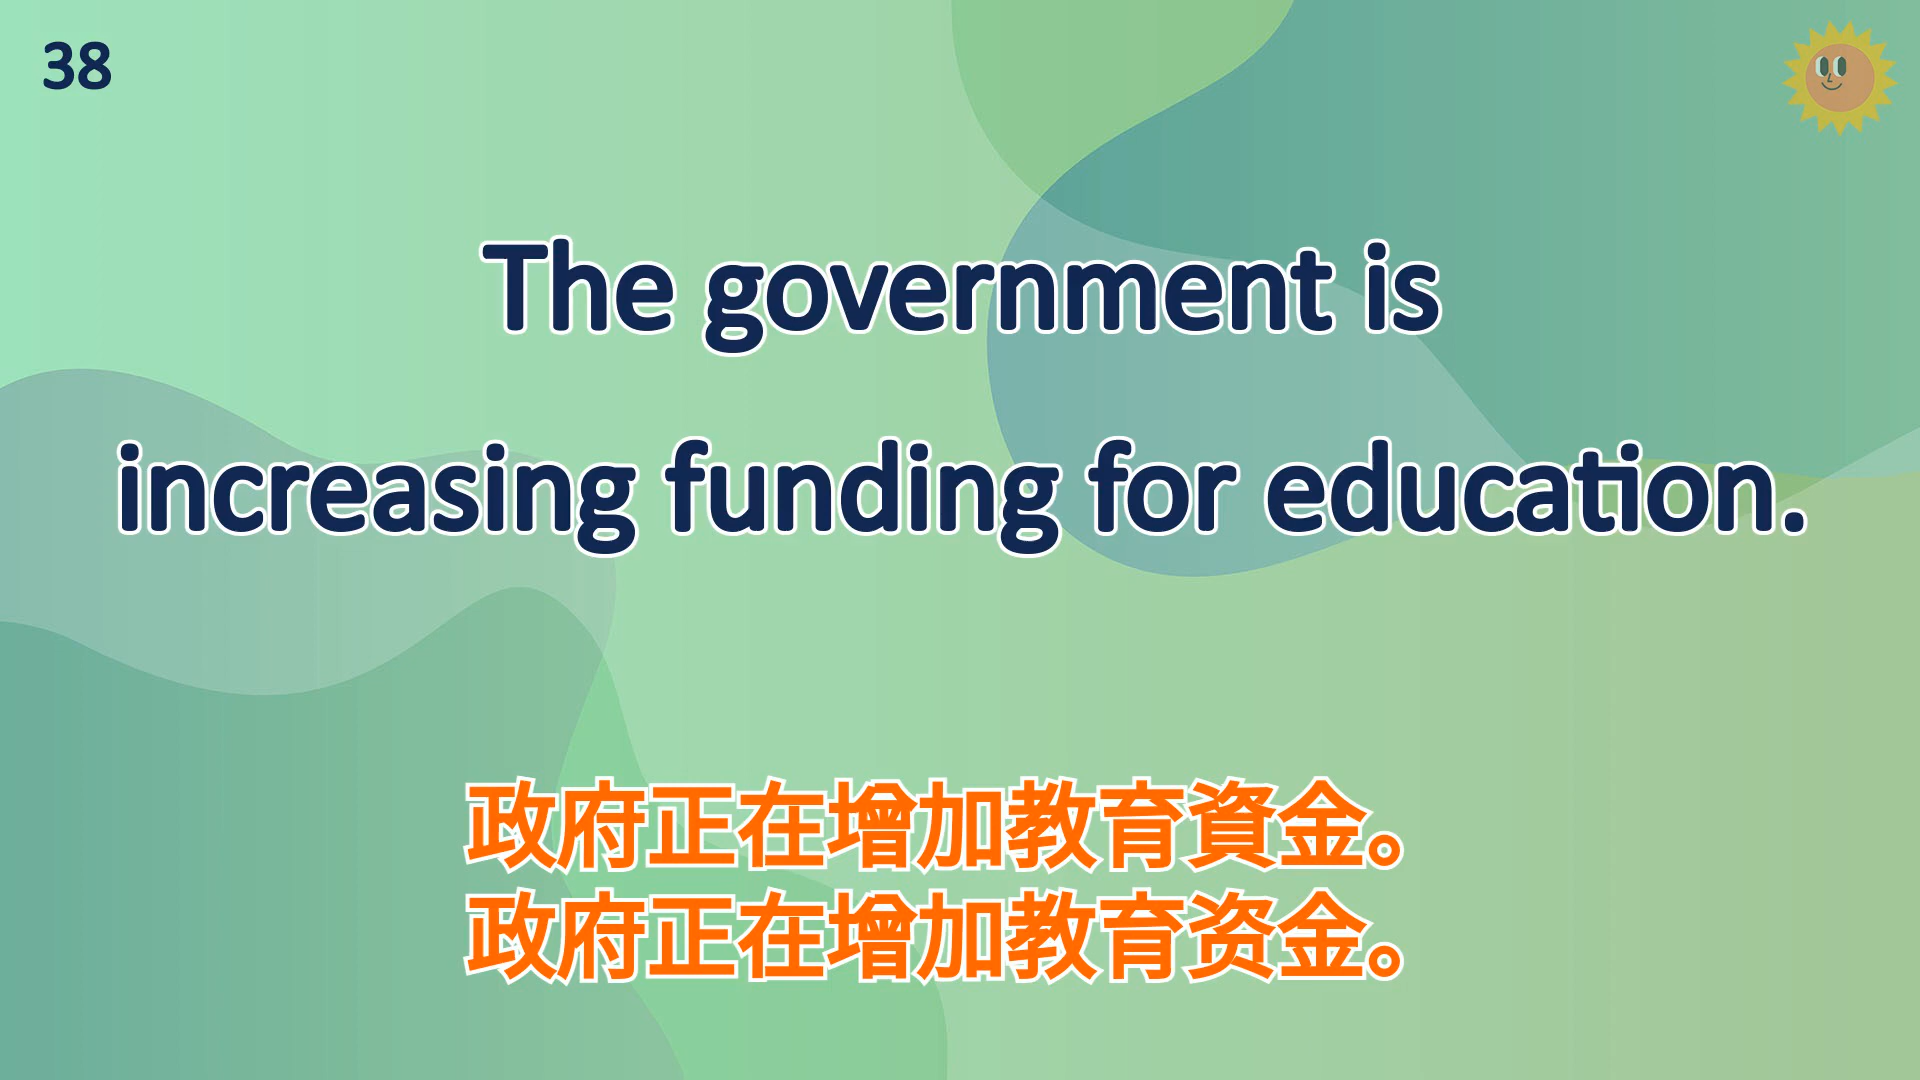 38
The government is
increasing funding for education.
政府正在增加教育資金。
政府正在增加教育资金。